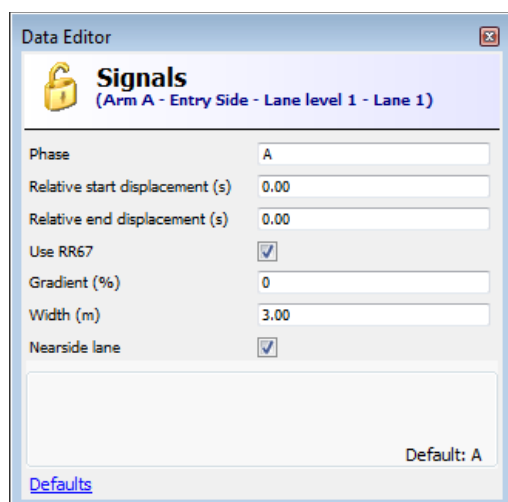 Data Editor
Signals
(Arm A - Entry Side - Lane level 1 - Lane 1)
Phase A
Relative start displacement (s) 0.00
Relative end displacement (s) 0.00
Use RR67
Gradient (%) 0
Width (m) 3.00
Nearside lane
Default: A
Defaults